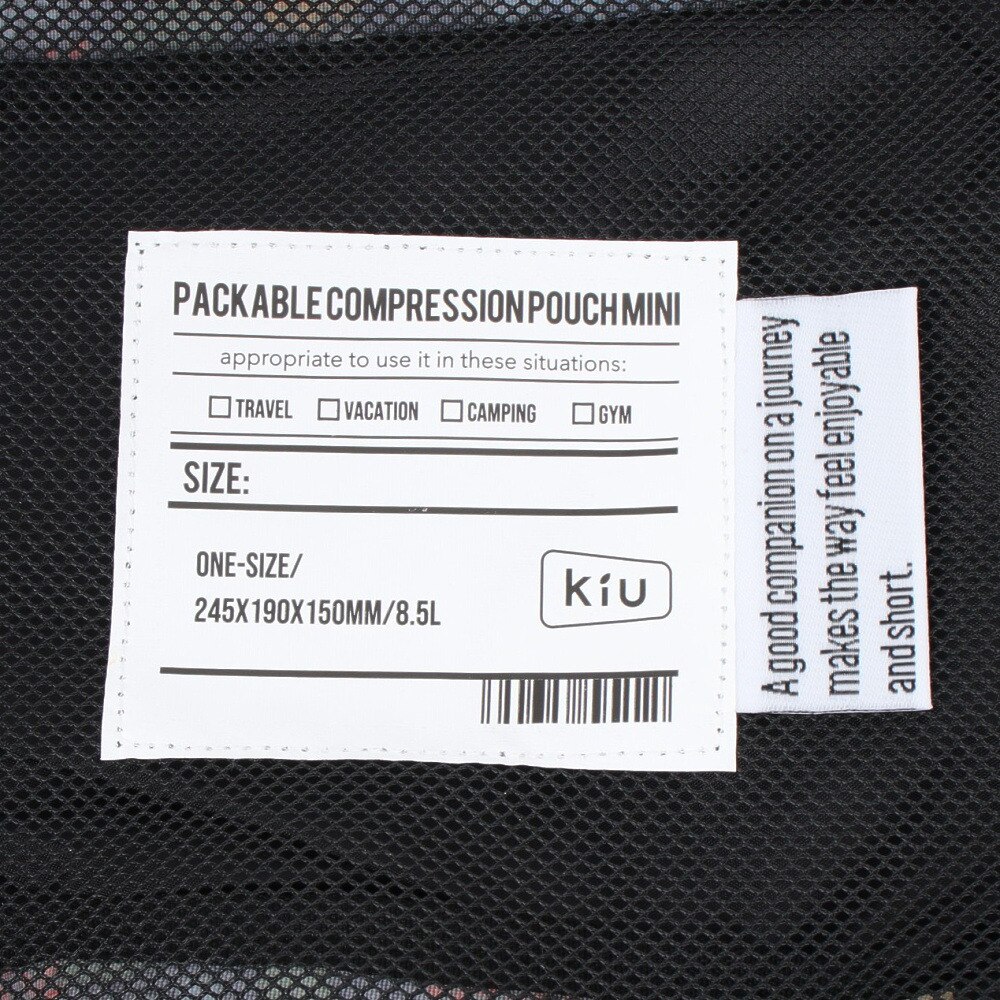 PACKABLE COMPRESSION POUCH MINI
appropriate to use it in these situations:
TRAVEL VACATION CAMPING GYM
SIZE:
ONE-SIZE/
245X190X150MM/8.5L
kiu
A good companion on a journey
makes the way feel enjoyable
and short.